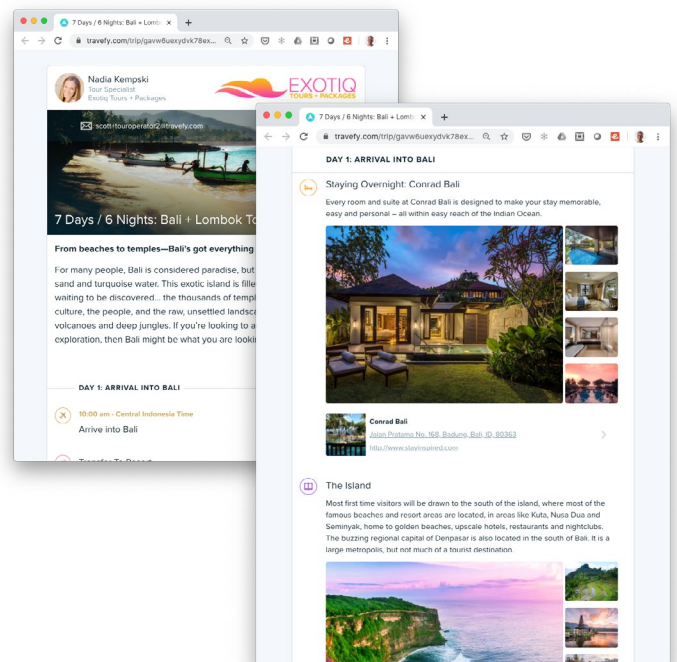 7 Days / 6 Nights: Bali + Lomb
travefy.com/trip/gavw6uexydvk78ex...
Nadia Kempski
Tour Specialist
Exotiq Tours + Packages
EXOTIQ
TOURS + PACKAGES
scott+touroperator2@travefy.com
7 Days / 6 Nights: Bali + Lombok To
From beaches to temples—Bali's got everything
For many people, Bali is considered paradise, but
sand and turquoise water. This exotic island is fille
waiting to be discovered... the thousands of templ
culture, the people, and the raw, unsettled landsca
volcanoes and deep jungles. If you're looking to a
exploration, then Bali might be what you are looki
DAY 1: ARRIVAL INTO BALI
10:00 am - Central Indonesia Time
Arrive into Bali
Transfer To Resort
7 Days / 6 Nights: Bali + Lomb
travefy.com/trip/gavw6uexydvk78ex...
DAY 1: ARRIVAL INTO BALI
Staying Overnight: Conrad Bali
Every room and suite at Conrad Bali is designed to make your stay memorable,
easy and personal – all within easy reach of the Indian Ocean.
Conrad Bali
Jalan Pratama No. 168, Badung, Bali, ID, 80363
http://www.stayinspired.com
The Island
Most first time visitors will be drawn to the south of the island, where most of the
famous beaches and resort areas are located, in areas like Kuta, Nusa Dua and
Seminyak, home to golden beaches, upscale hotels, restaurants and nightclubs.
The buzzing regional capital of Denpasar is also located in the south of Bali. It is a
large metropolis, but not much of a tourist destination.